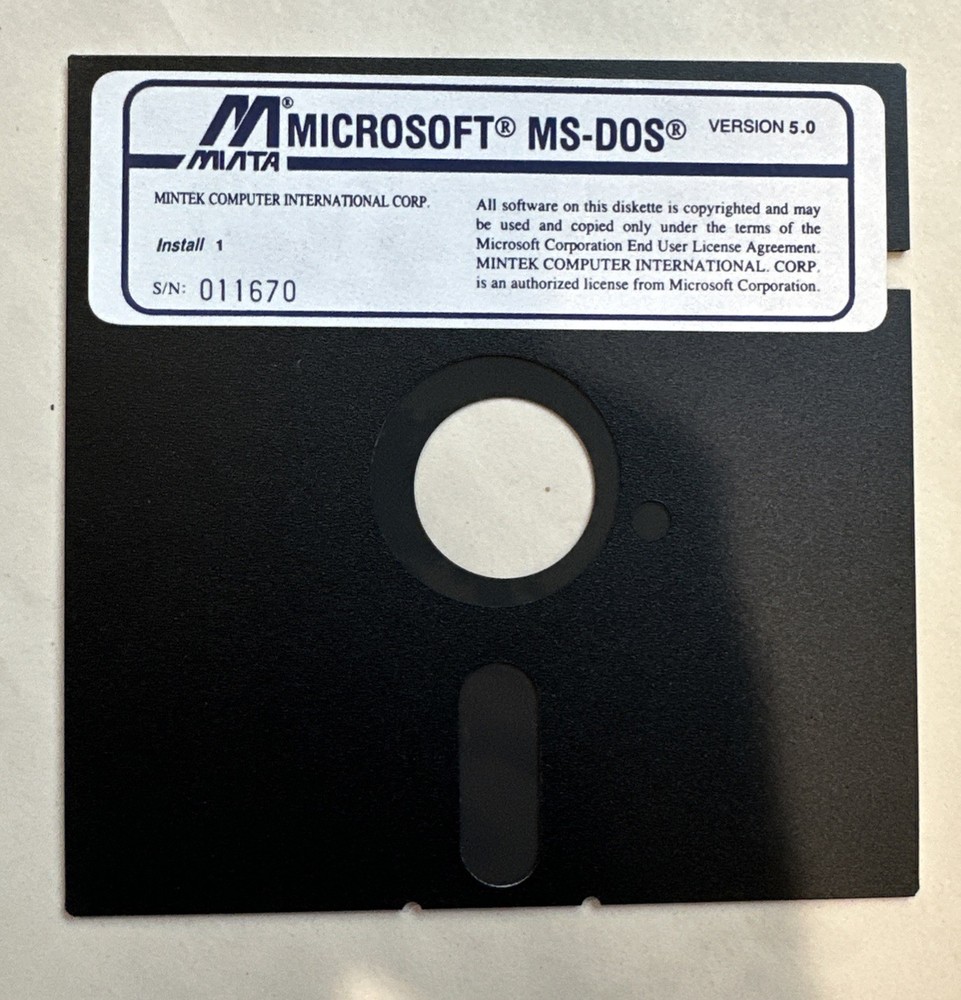 M® MICROSOFT® MS-DOS® VERSION 5.0
MIATA
MINTEK COMPUTER INTERNATIONAL CORP.
Install 1
S/N: 011670
All software on this diskette is copyrighted and may
be used and copied only under the terms of the
Microsoft Corporation End User License Agreement.
MINTEK COMPUTER INTERNATIONAL. CORP.
is an authorized license from Microsoft Corporation.